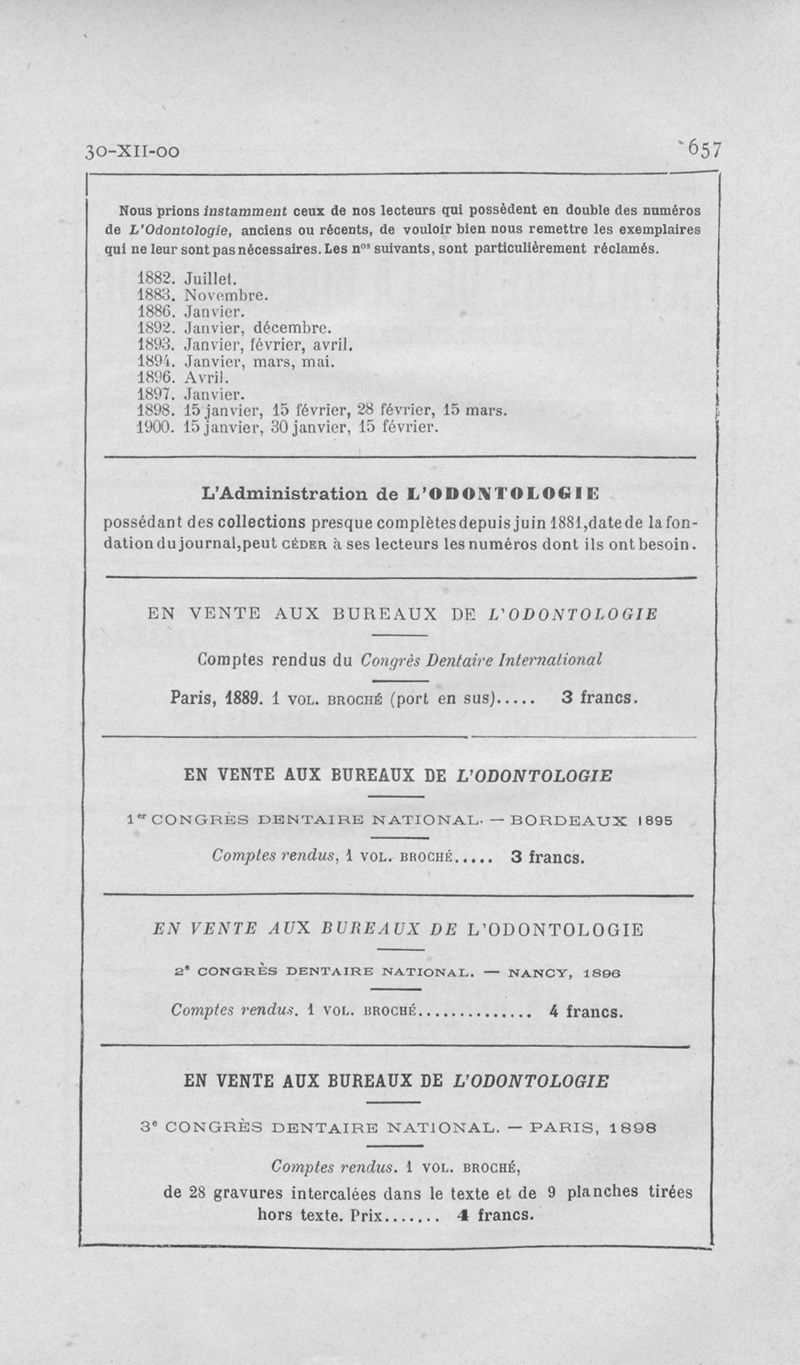 30-XII-00 657
Nous prions instamment ceux de nos lecteurs qui possèdent en double des numéros
de L'Odontologie, anciens ou récents, de vouloir bien nous remettre les exemplaires
qui ne leur sont pas nécessaires. Les nos suivants, sont particulièrement réclamés.
1882. Juillet.
1883. Novembre.
1886. Janvier.
1892. Janvier, décembre.
1893. Janvier, février, avril.
1894. Janvier, mars, mai.
1896. Avril.
1897. Janvier.
1898. 15 janvier, 15 février, 28 février, 15 mars.
1900. 15 janvier, 30 janvier, 15 février.
L'Administration de L'ODONTOLOGIE
possédant des collections presque complètes depuis juin 1881, date de la fon-
dation du journal, peut CÉDER à ses lecteurs les numéros dont ils ont besoin.
EN VENTE AUX BUREAUX DE L'ODONTOLOGIE
Comptes rendus du Congrès Dentaire International
Paris, 1889. 1 VOL. BROCHÉ (port en sus)..... 3 francs.
EN VENTE AUX BUREAUX DE L'ODONTOLOGIE
1er CONGRÈS DENTAIRE NATIONAL. — BORDEAUX 1895
Comptes rendus, 1 VOL. BROCHÉ..... 3 francs.
EN VENTE AUX BUREAUX DE L'ODONTOLOGIE
2e CONGRÈS DENTAIRE NATIONAL. — NANCY, 1896
Comptes rendus. 1 VOL. BROCHÉ.............. 4 francs.
EN VENTE AUX BUREAUX DE L'ODONTOLOGIE
3e CONGRÈS DENTAIRE NATIONAL. — PARIS, 1898
Comptes rendus. 1 VOL. BROCHÉ,
de 28 gravures intercalées dans le texte et de 9 planches tirées
hors texte. Prix....... 4 francs.